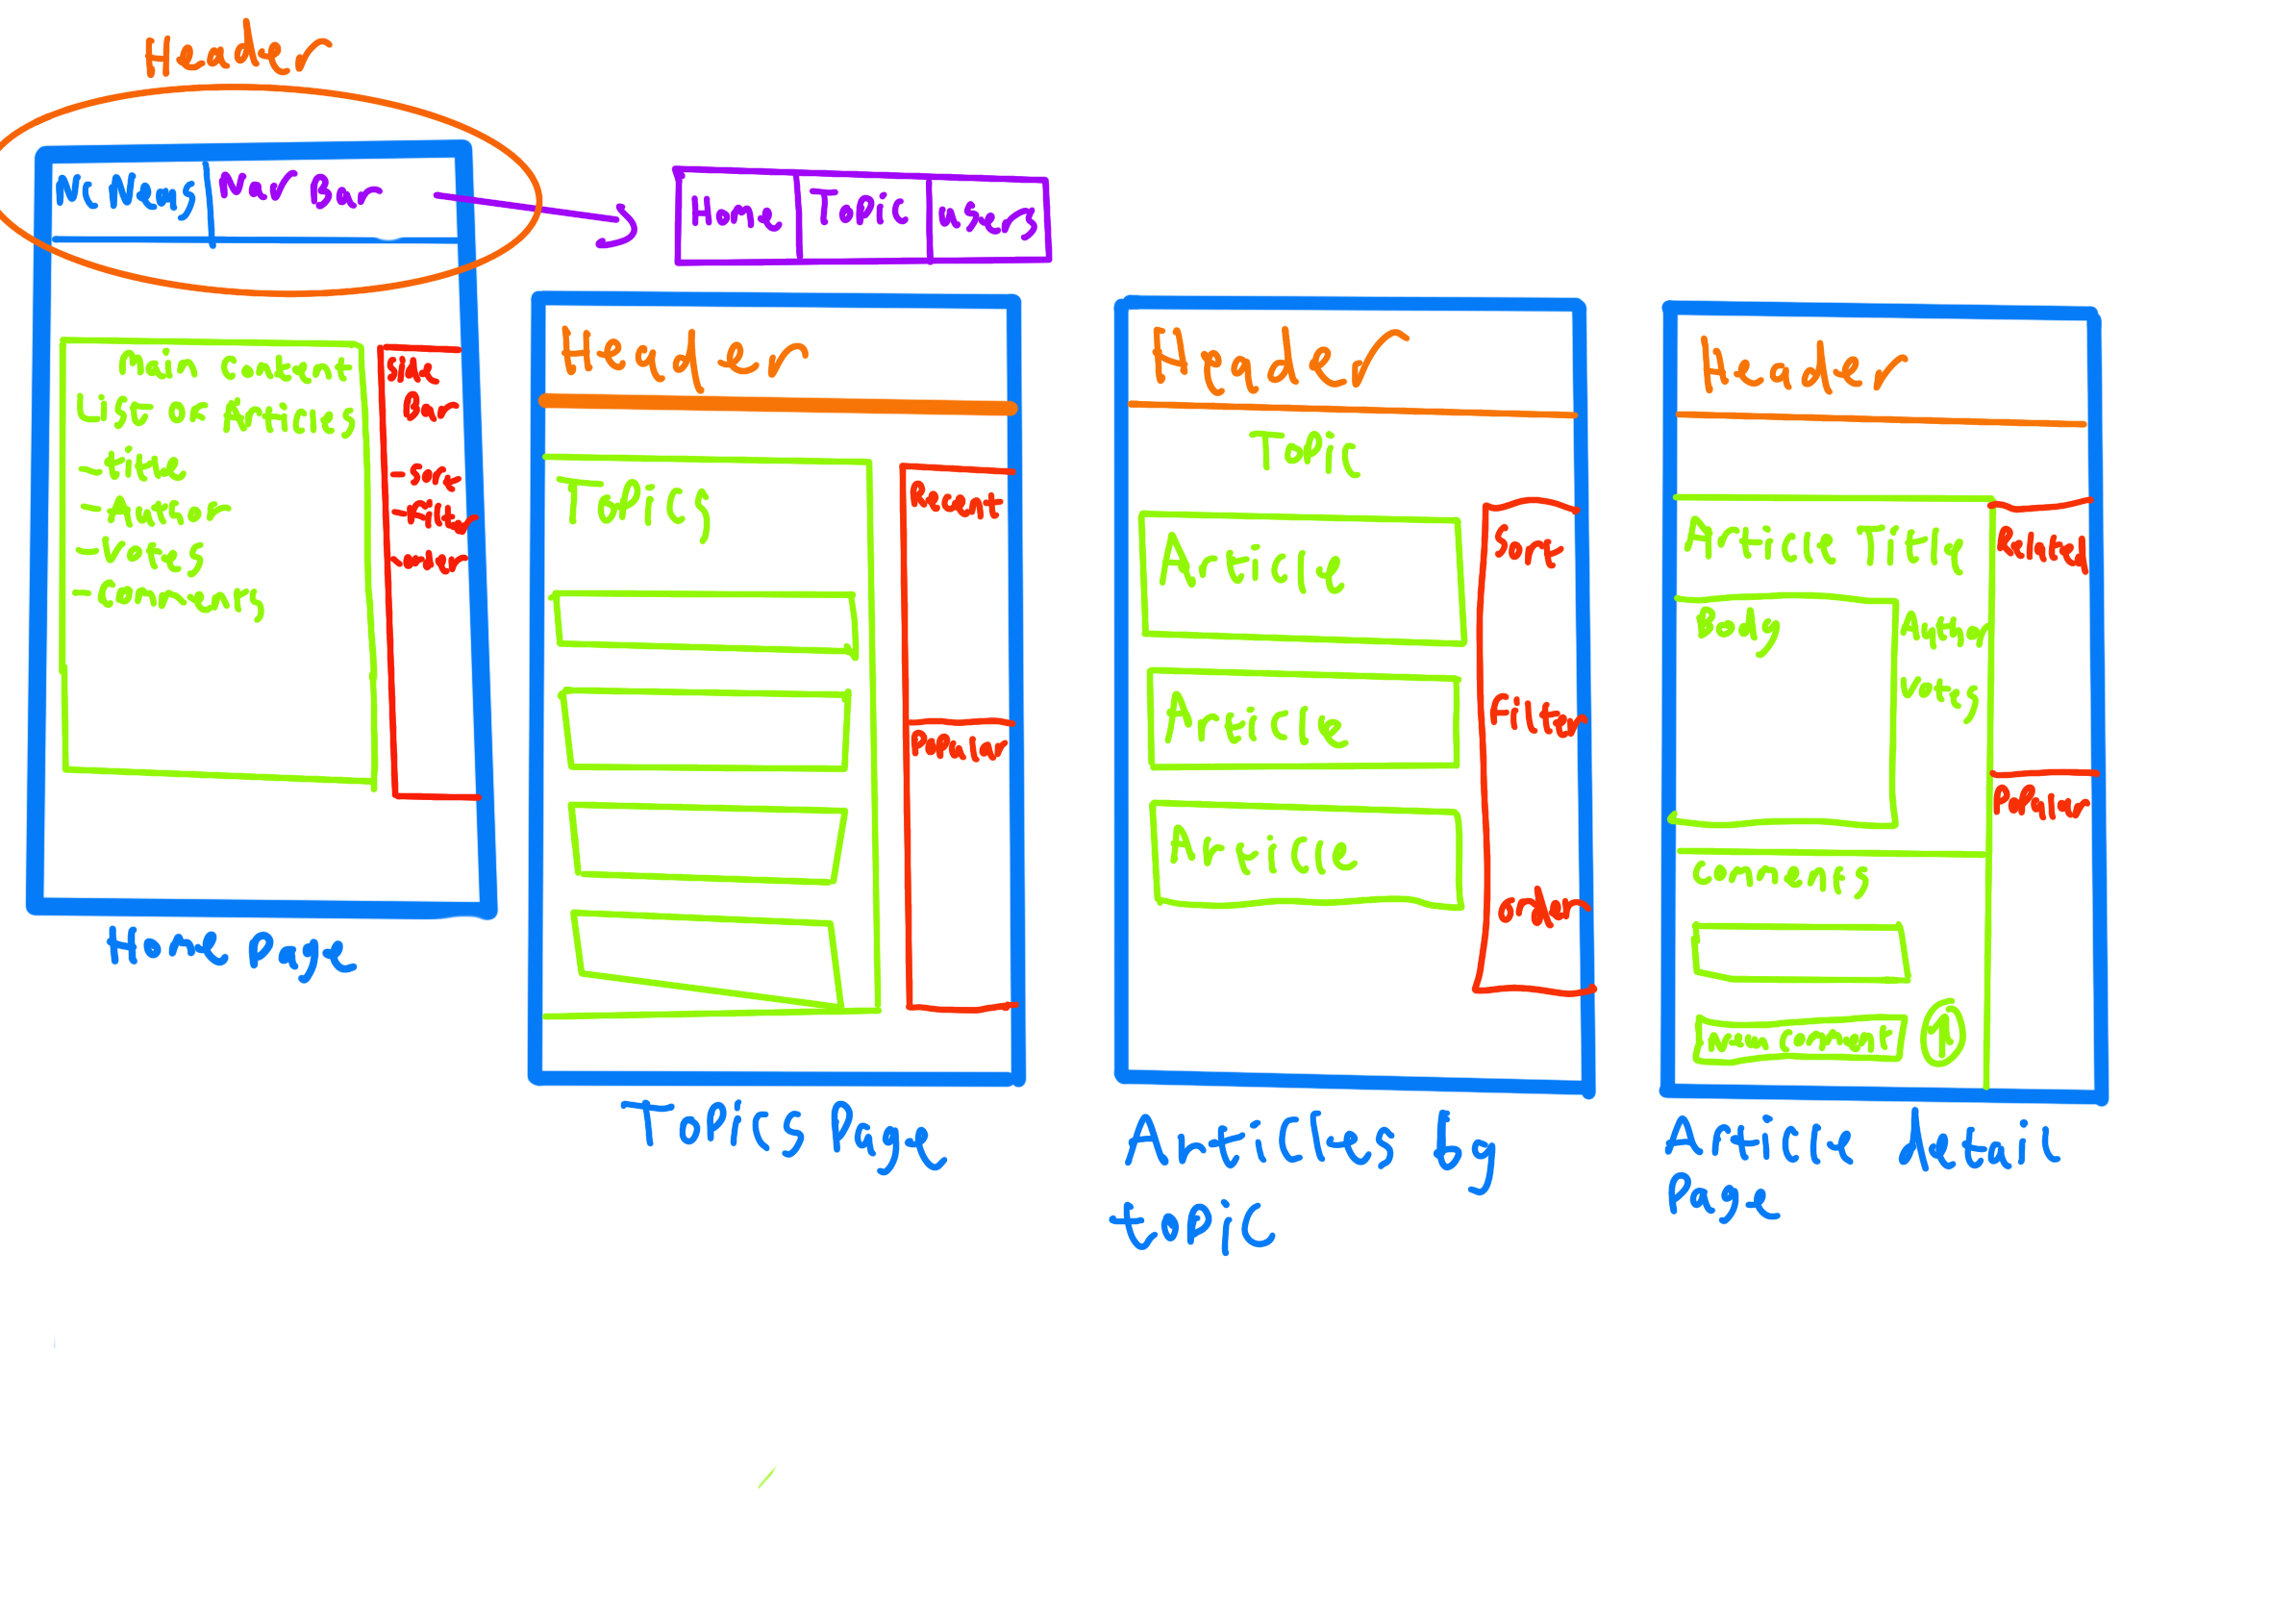 Header
Nc News
Nav Bar
Home
Topic
users
Main content
List of Articles
- title
- Author
- Votes
- Comments
Side
Bar
- Sort
- Filter
- order
Home Page
Header
Topics
Recent
Popular
Topics Page
Header
Topic
Article
Article
Article
Sort
Filter
order
Articles by
topic
Header
Article Title
Related
Body
Author
Votes
Popular
comments
new comment
Article detail
Page